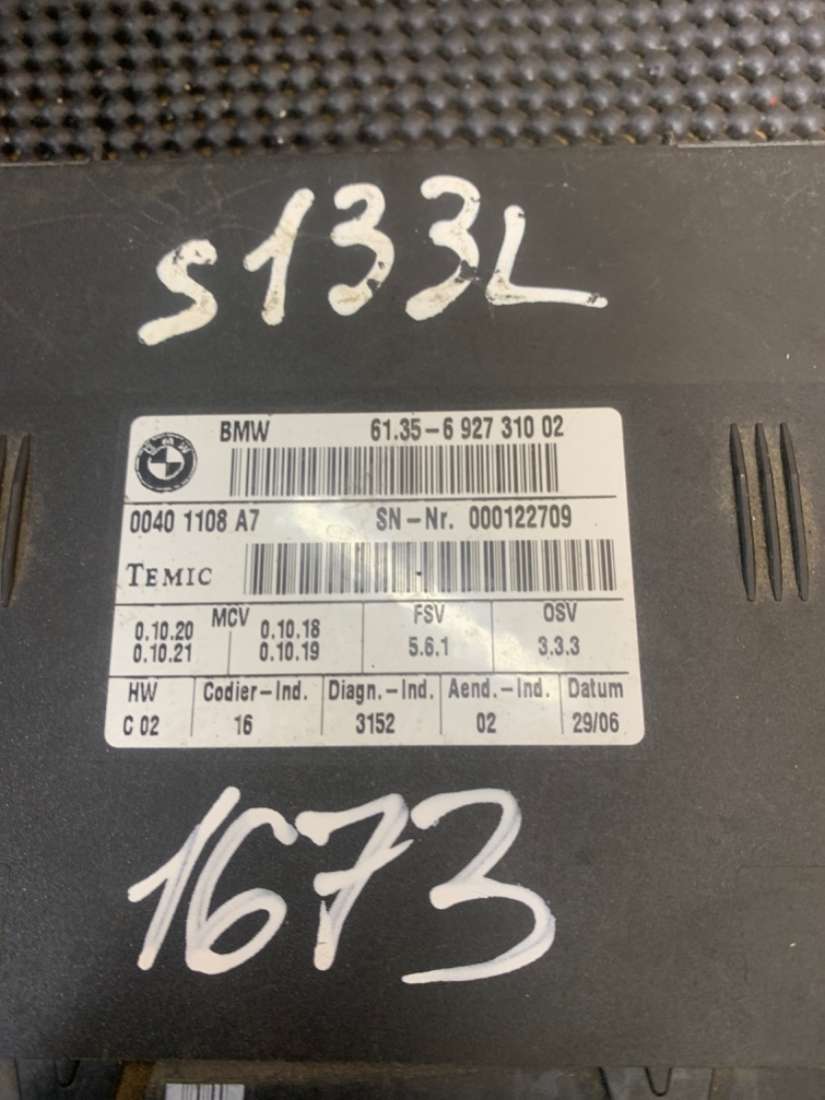 S133L
BMW 61.35-6 927 310 02
0040 1108 A7 SN-Nr. 000122709
TEMIC
MCV FSV OSV
0.10.20 0.10.18 5.6.1 3.3.3
0.10.21 0.10.19
HW Codier-Ind. Diagn.-Ind. Aend.-Ind. Datum
C 02 16 3152 02 29/06
1673